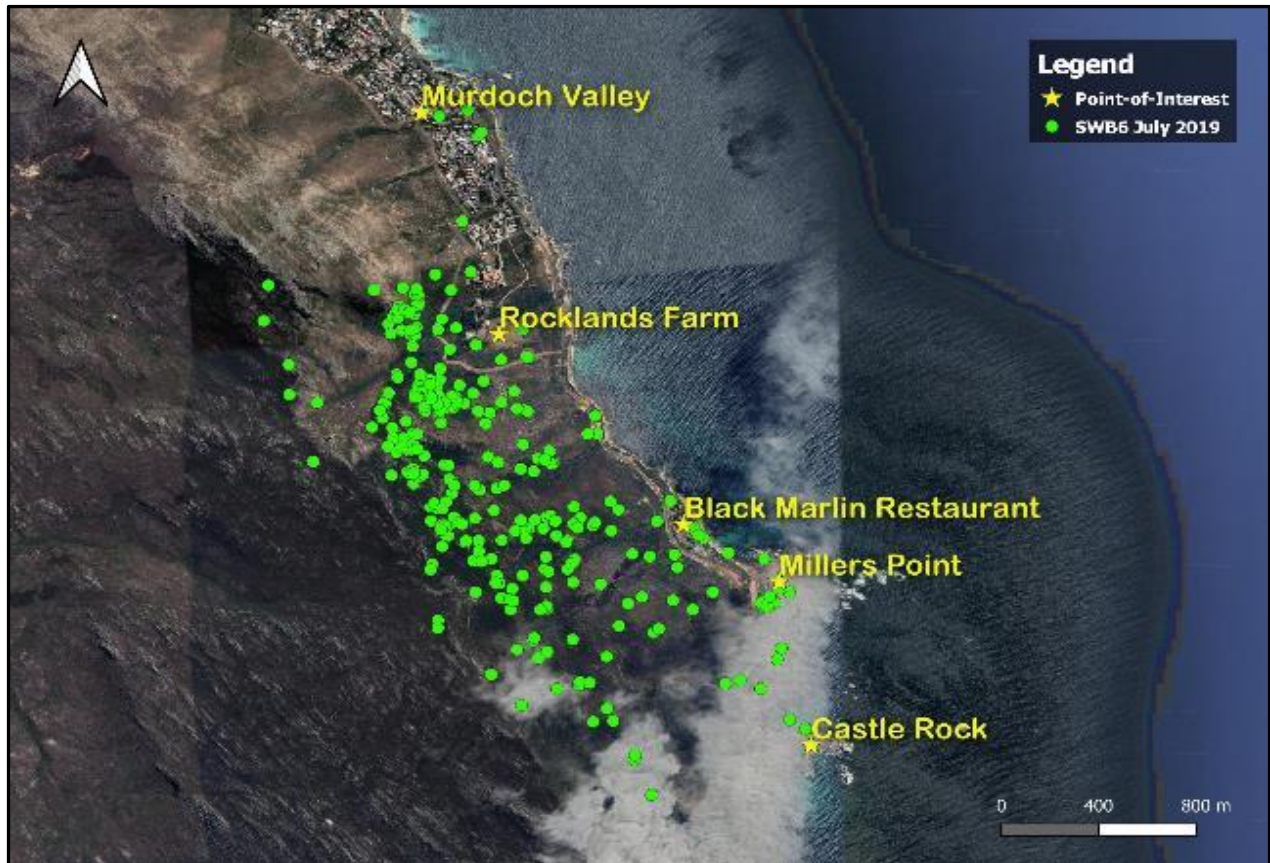 Legend
Point-of-Interest
SWB6 July 2019
Murdoch Valley
Rocklands Farm
Black Marlin Restaurant
Millers Point
Castle Rock
0 400 800 m